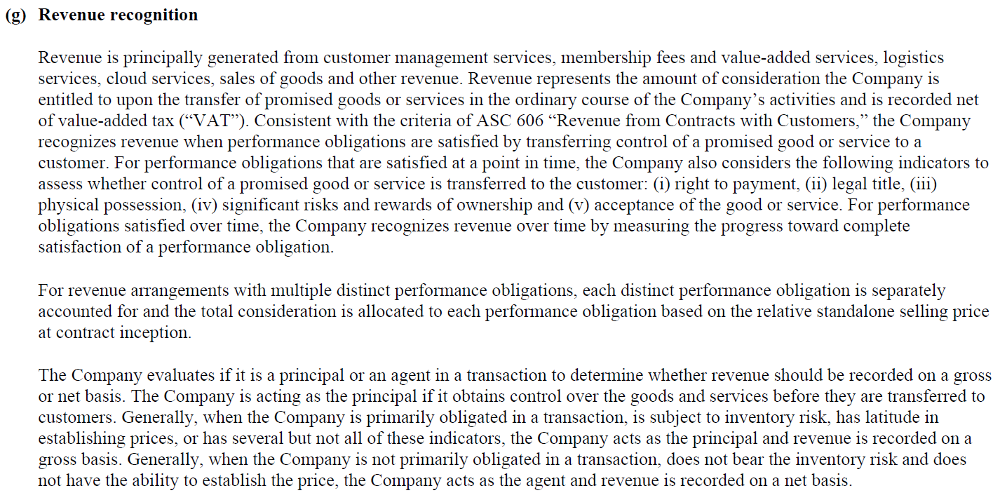 (g) Revenue recognition
Revenue is principally generated from customer management services, membership fees and value-added services, logistics
services, cloud services, sales of goods and other revenue. Revenue represents the amount of consideration the Company is
entitled to upon the transfer of promised goods or services in the ordinary course of the Company’s activities and is recorded net
of value-added tax (“VAT”). Consistent with the criteria of ASC 606 “Revenue from Contracts with Customers,” the Company
recognizes revenue when performance obligations are satisfied by transferring control of a promised good or service to a
customer. For performance obligations that are satisfied at a point in time, the Company also considers the following indicators to
assess whether control of a promised good or service is transferred to the customer: (i) right to payment, (ii) legal title, (iii)
physical possession, (iv) significant risks and rewards of ownership and (v) acceptance of the good or service. For performance
obligations satisfied over time, the Company recognizes revenue over time by measuring the progress toward complete
satisfaction of a performance obligation.
For revenue arrangements with multiple distinct performance obligations, each distinct performance obligation is separately
accounted for and the total consideration is allocated to each performance obligation based on the relative standalone selling price
at contract inception.
The Company evaluates if it is a principal or an agent in a transaction to determine whether revenue should be recorded on a gross
or net basis. The Company is acting as the principal if it obtains control over the goods and services before they are transferred to
customers. Generally, when the Company is primarily obligated in a transaction, is subject to inventory risk, has latitude in
establishing prices, or has several but not all of these indicators, the Company acts as the principal and revenue is recorded on a
gross basis. Generally, when the Company is not primarily obligated in a transaction, does not bear the inventory risk and does
not have the ability to establish the price, the Company acts as the agent and revenue is recorded on a net basis.